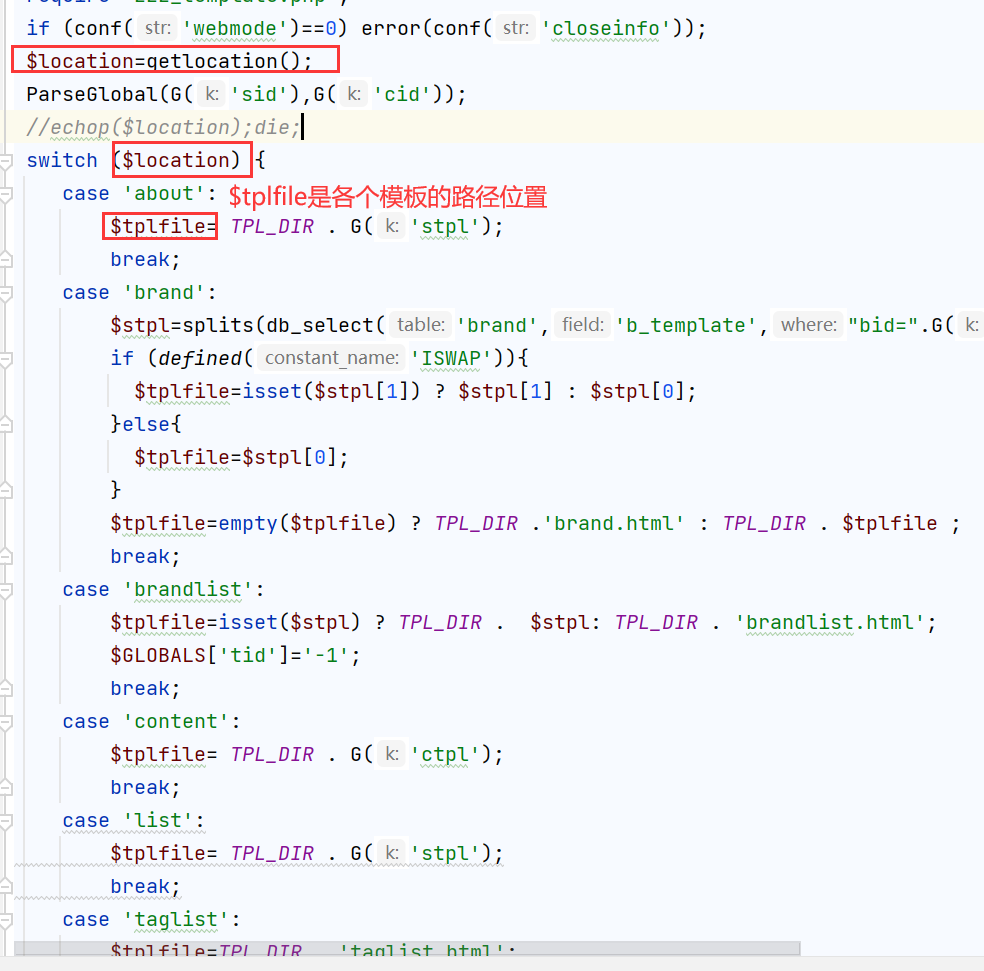 if (conf( str: 'webmode')==0) error(conf( str: 'closeinfo'));
$location=getlocation();
ParseGlobal(G( k: 'sid'),G( k: 'cid'));
//echop($location);die;
switch ($location) {
case 'about': $tplfile是各个模板的路径位置
$tplfile= TPL_DIR . G( k: 'stpl');
break;
case 'brand':
$stpl=splits(db_select( table: 'brand', field: 'b_template', where: "bid=".G( k:
if (defined( constant_name: 'ISWAP')){
$tplfile=isset($stpl[1]) ? $stpl[1] : $stpl[0];
}else{
$tplfile=$stpl[0];
}
$tplfile=empty($tplfile) ? TPL_DIR .'brand.html' : TPL_DIR . $tplfile ;
break;
case 'brandlist':
$tplfile=isset($stpl) ? TPL_DIR . $stpl: TPL_DIR . 'brandlist.html';
$GLOBALS['tid']='-1';
break;
case 'content':
$tplfile= TPL_DIR . G( k: 'ctpl');
break;
case 'list':
$tplfile= TPL_DIR . G( k: 'stpl');
break;
case 'taglist':
$tplfile=TPL_DIR . 'taglist.html';